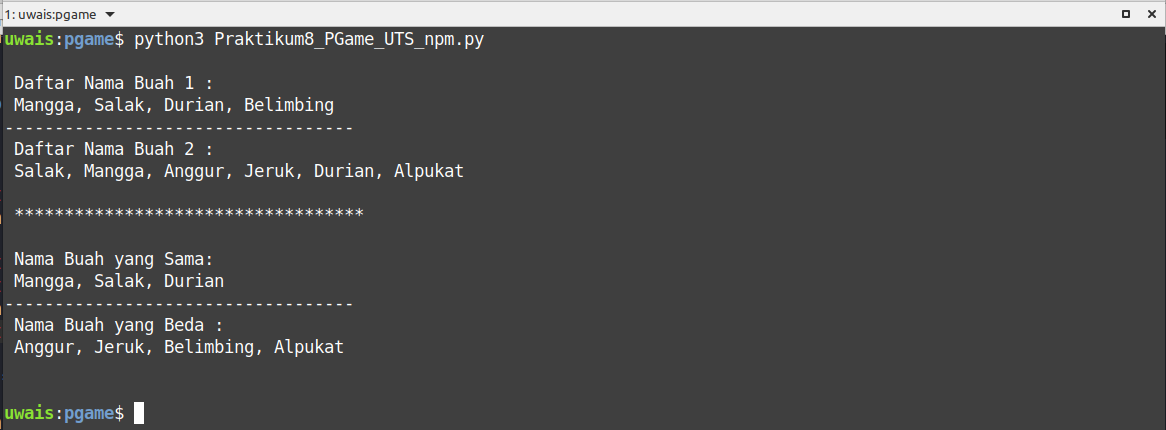 1: uwais:pgame
uwais:pgame$ python3 Praktikum8_PGame_UTS_npm.py
Daftar Nama Buah 1 :
Mangga, Salak, Durian, Belimbing
-----------------------------------
Daftar Nama Buah 2 :
Salak, Mangga, Anggur, Jeruk, Durian, Alpukat
***********************************
Nama Buah yang Sama:
Mangga, Salak, Durian
-----------------------------------
Nama Buah yang Beda :
Anggur, Jeruk, Belimbing, Alpukat
uwais:pgame$